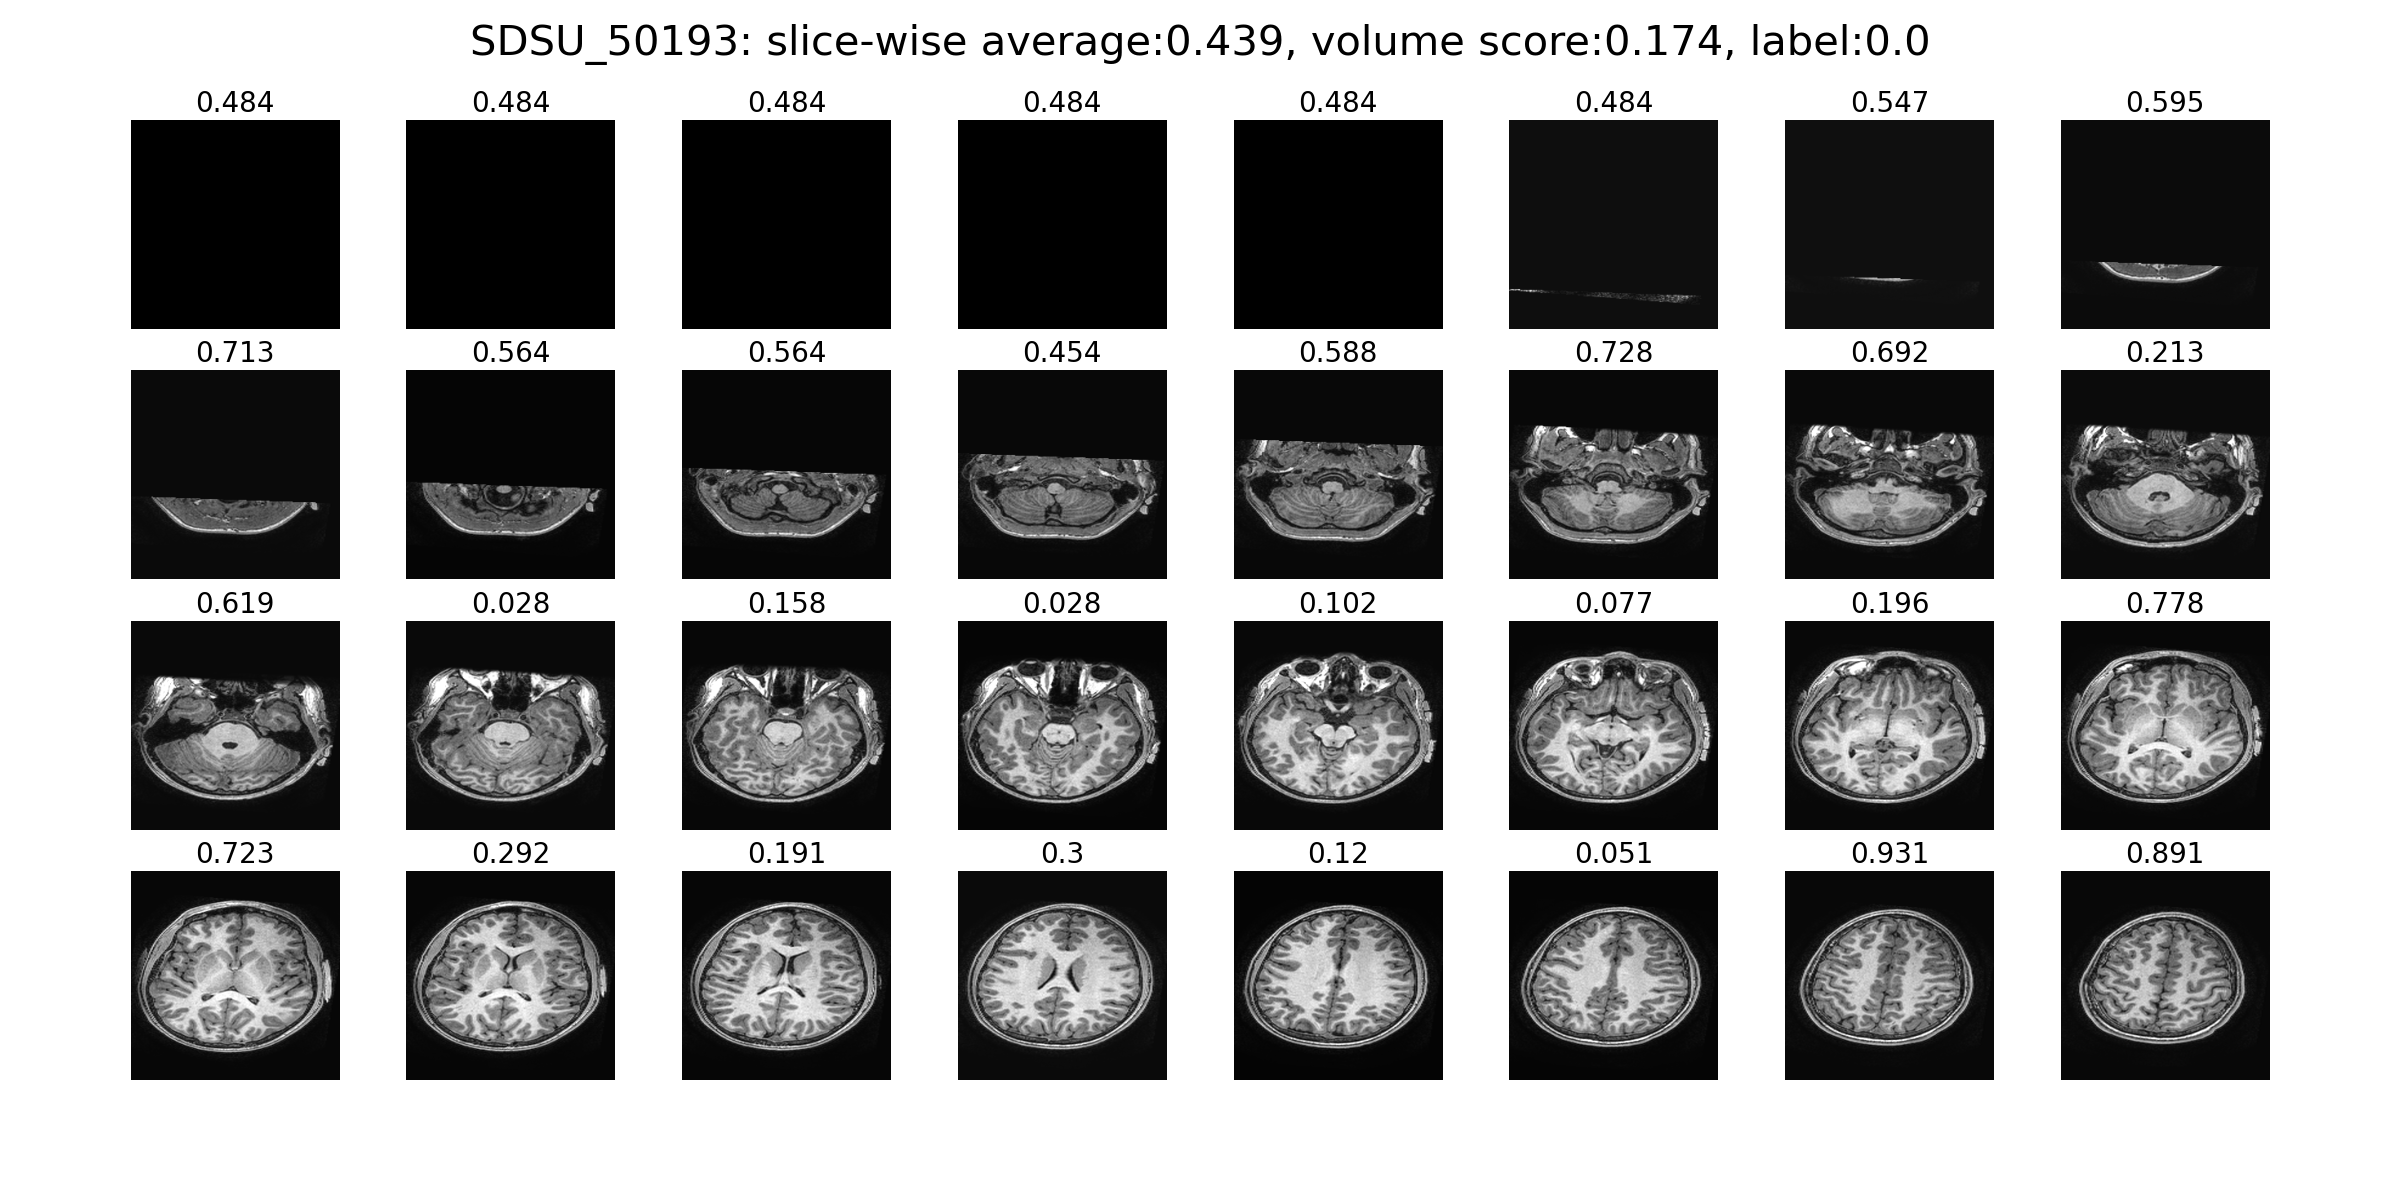 SDSU_50193: slice-wise average:0.439, volume score:0.174, label:0.0
0.484 0.484 0.484 0.484 0.484 0.484 0.547 0.595
0.713 0.564 0.564 0.454 0.588 0.728 0.692 0.213
0.619 0.028 0.158 0.028 0.102 0.077 0.196 0.778
0.723 0.292 0.191 0.3 0.12 0.051 0.931 0.891